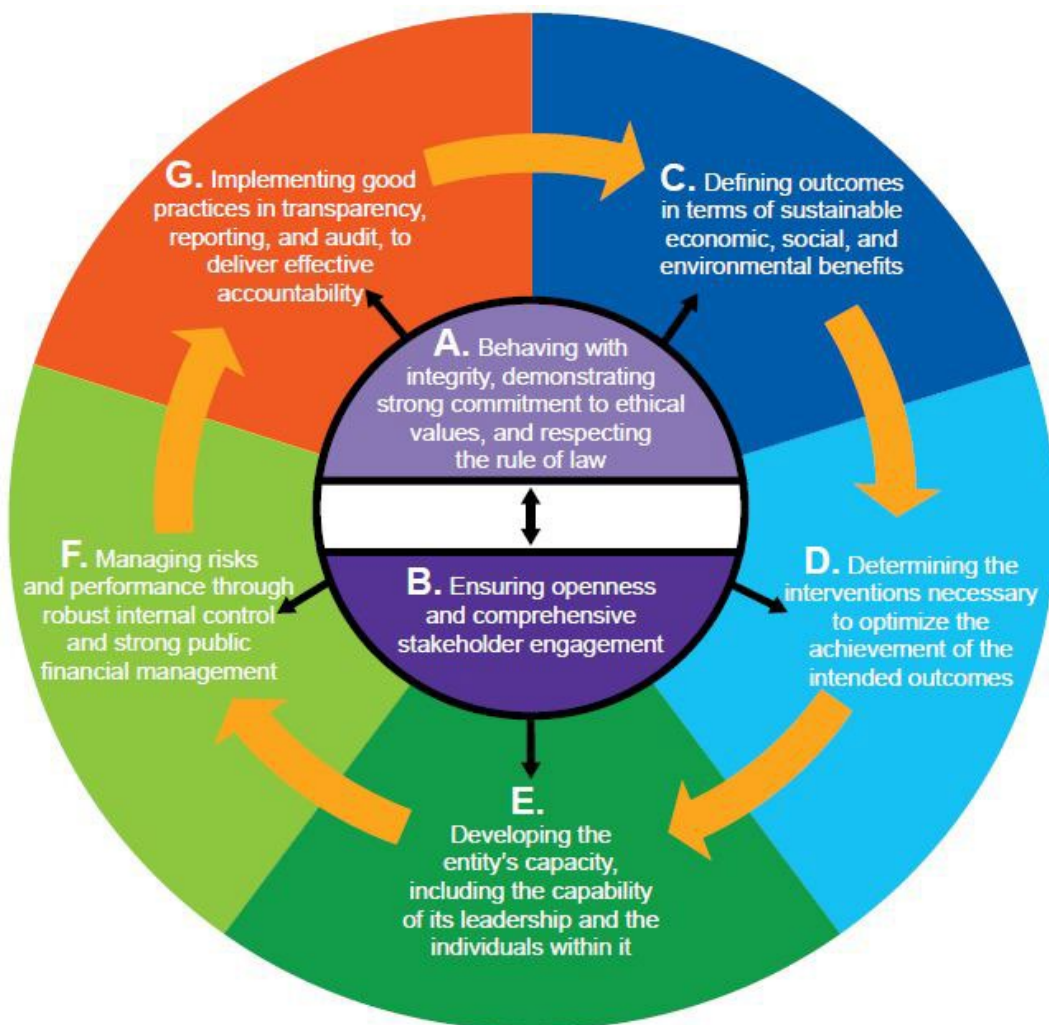 A. Behaving with
integrity, demonstrating
strong commitment to ethical
values, and respecting
the rule of law
B. Ensuring openness
and comprehensive
stakeholder engagement
C. Defining outcomes
in terms of sustainable
economic, social, and
environmental benefits
D. Determining the
interventions necessary
to optimize the
achievement of the
intended outcomes
E.
Developing the
entity's capacity,
including the capability
of its leadership and the
individuals within it
F. Managing risks
and performance through
robust internal control
and strong public
financial management
G. Implementing good
practices in transparency,
reporting, and audit, to
deliver effective
accountability